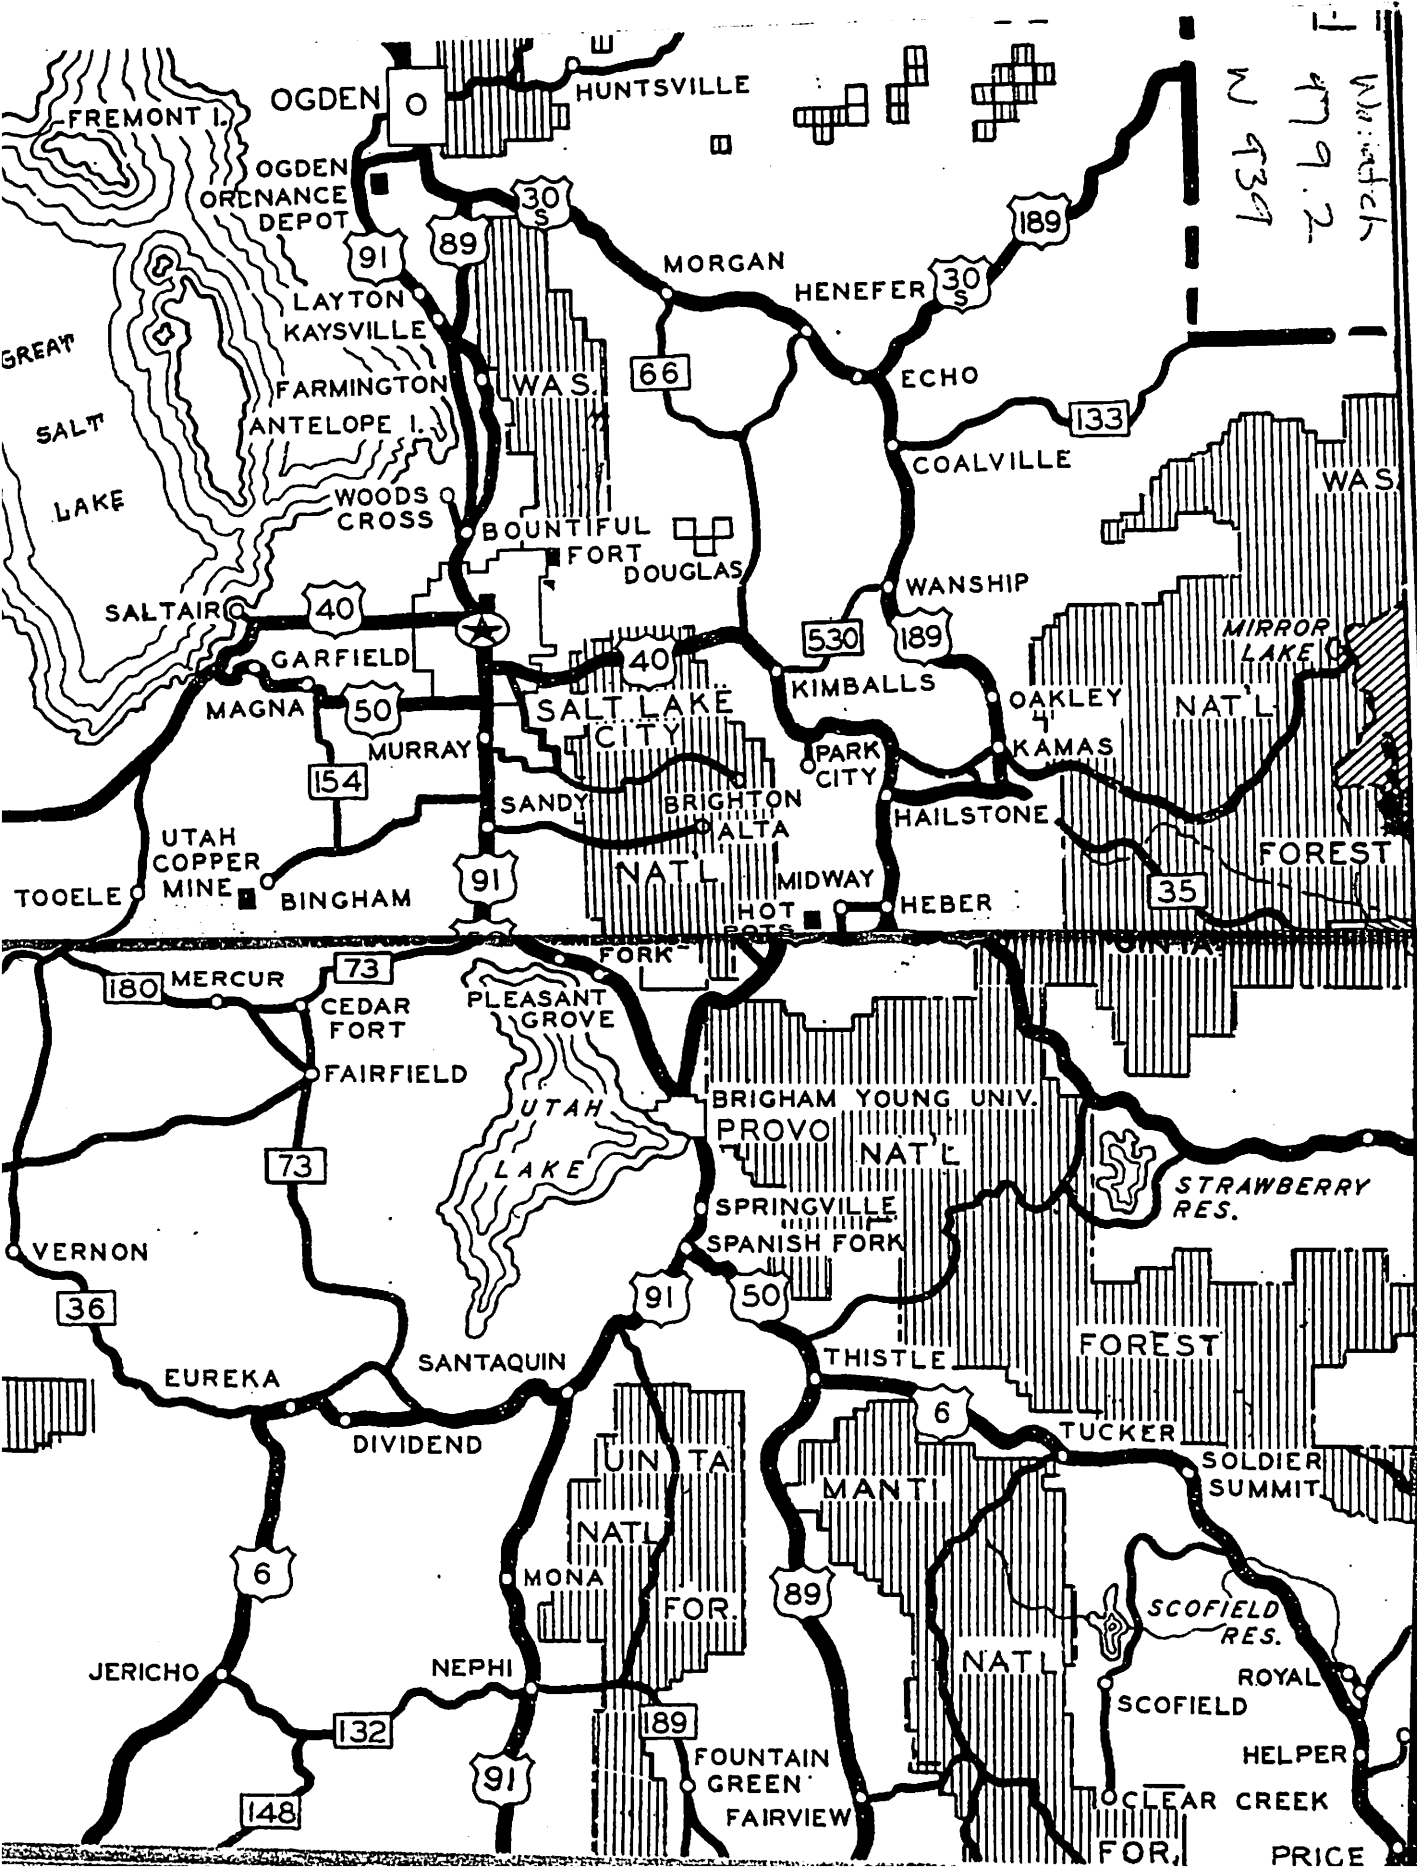 OGDEN
HUNTSVILLE
FREMONT I.
OGDEN
ORDNANCE
DEPOT
30
S
189
91
89
MORGAN
HENEFER
30
S
LAYTON
KAYSVILLE
GREAT
SALT
LAKE
FARMINGTON
WAS.
66
ECHO
ANTELOPE I.
133
COALVILLE
WAS
WOODS
CROSS
BOUNTIFUL
FORT
DOUGLAS
WANSHIP
SALTAIR
40
530
189
MIRROR
LAKE
GARFIELD
40
KIMBALLS
OAKLEY
NAT'L
MAGNA
50
SALT LAKE
CITY
MURRAY
PARK
CITY
KAMAS
154
SANDY
BRIGHTON
HAILSTONE
ALTA
UTAH
COPPER
MINE
NAT'L
FOREST
TOOELE
BINGHAM
91
MIDWAY
35
HOT
POTS
HEBER
FORK
UINTA
180
MERCUR
73
CEDAR
FORT
PLEASANT
GROVE
FAIRFIELD
UTAH
LAKE
BRIGHAM YOUNG UNIV.
PROVO
NAT'L
73
STRAWBERRY
RES.
SPRINGVILLE
SPANISH FORK
VERNON
36
91
50
FOREST
EUREKA
SANTAQUIN
THISTLE
DIVIDEND
6
TUCKER
SOLDIER
SUMMIT
UINTA
NATL
FOR.
MANTI
NATL
FOR.
6
MONA
89
SCOFIELD
RES.
JERICHO
NEPHI
ROYAL
SCOFIELD
132
189
HELPER
91
FOUNTAIN
GREEN
148
FAIRVIEW
CLEAR CREEK
PRICE
Wasatch
979.2
W 939